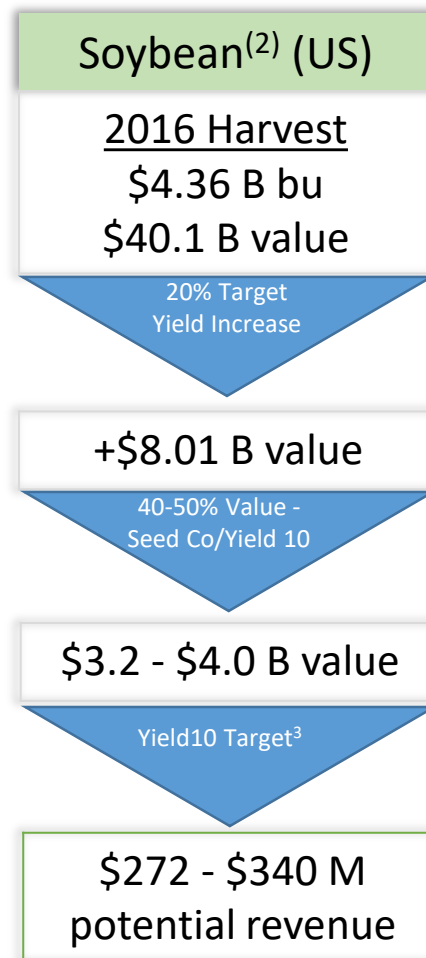 Soybean(2) (US)
2016 Harvest
$4.36 B bu
$40.1 B value
20% Target
Yield Increase
+$8.01 B value
40-50% Value -
Seed Co/Yield 10
$3.2 - $4.0 B value
Yield10 Target3
$272 - $340 M
potential revenue